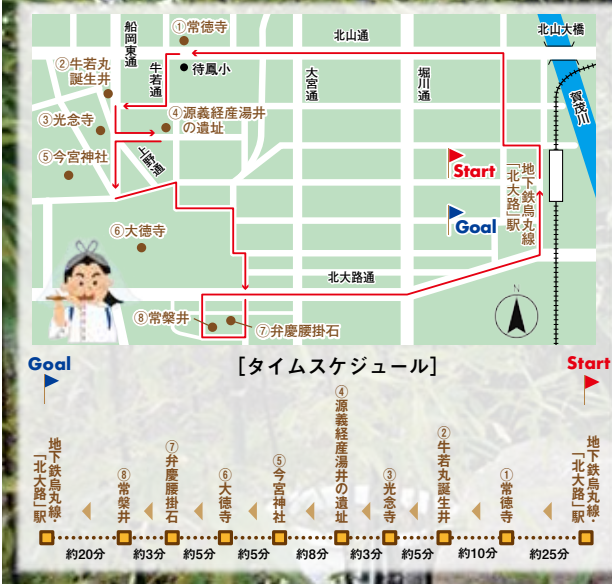 ①常徳寺
船岡東通
牛若通
待鳳小
北山通
北山大橋
賀茂川
②牛若丸
誕生井
③光念寺
④源義経産湯井
の遺址
上野通
大宮通
堀川通
⑤今宮神社
Start
Goal
地下鉄烏丸線
「北大路」駅
⑥大徳寺
北大路通
N
⑧常盤井
⑦弁慶腰掛石
[タイムスケジュール]
Goal
Start
地下鉄烏丸線・
「北大路」駅
①常徳寺
②牛若丸誕生井
③光念寺
④源義経産湯井の遺址
⑤今宮神社
⑥大徳寺
⑦弁慶腰掛石
⑧常盤井
地下鉄烏丸線・
「北大路」駅
約20分
約3分
約5分
約5分
約8分
約3分
約5分
約10分
約25分